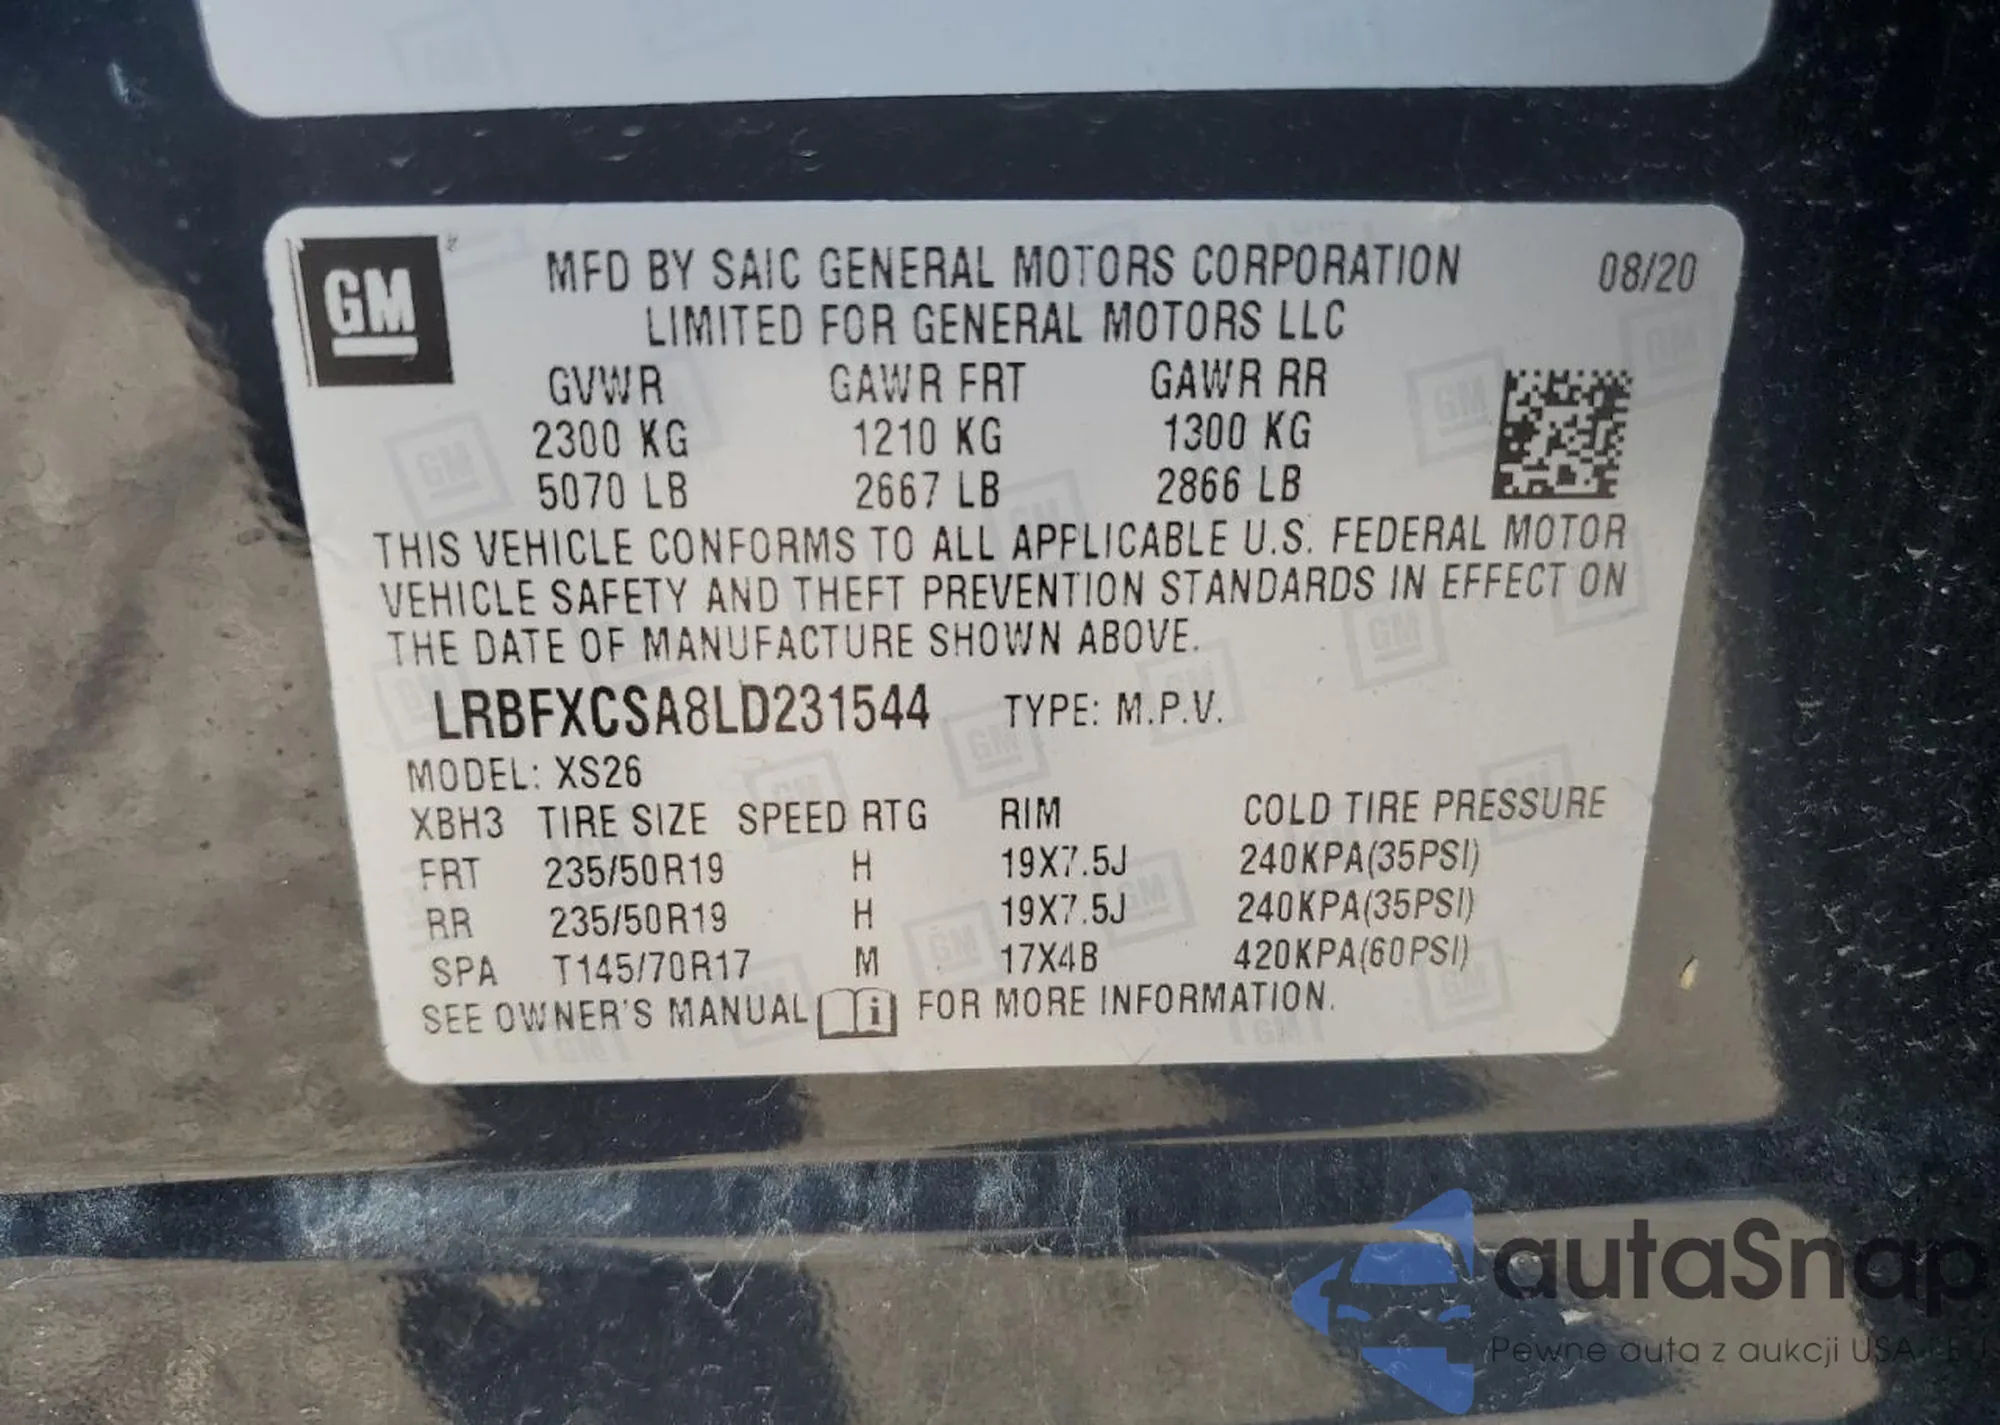 GM
MFD BY SAIC GENERAL MOTORS CORPORATION 08/20
LIMITED FOR GENERAL MOTORS LLC
GVWR GAWR FRT GAWR RR
2300 KG 1210 KG 1300 KG
5070 LB 2667 LB 2866 LB
THIS VEHICLE CONFORMS TO ALL APPLICABLE U.S. FEDERAL MOTOR
VEHICLE SAFETY AND THEFT PREVENTION STANDARDS IN EFFECT ON
THE DATE OF MANUFACTURE SHOWN ABOVE.
LRBFXCSA8LD231544 TYPE: M.P.V.
MODEL: XS26
XBH3 TIRE SIZE SPEED RTG RIM COLD TIRE PRESSURE
FRT 235/50R19 H 19X7.5J 240KPA(35PSI)
RR 235/50R19 H 19X7.5J 240KPA(35PSI)
SPA T145/70R17 M 17X4B 420KPA(60PSI)
SEE OWNER'S MANUAL i FOR MORE INFORMATION.
autaSnap
Pewne auta z aukcji USA i EU